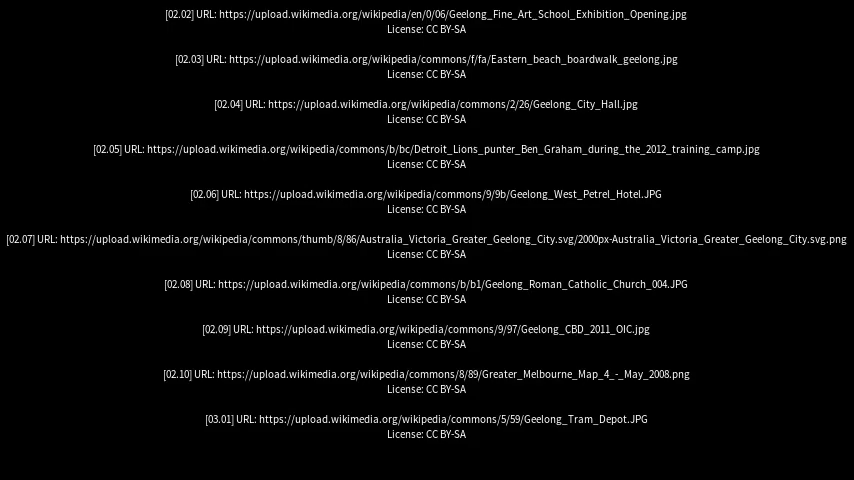 [02.02] URL: https://upload.wikimedia.org/wikipedia/en/0/06/Geelong_Fine_Art_School_Exhibition_Opening.jpg
License: CC BY-SA
[02.03] URL: https://upload.wikimedia.org/wikipedia/commons/f/fa/Eastern_beach_boardwalk_geelong.jpg
License: CC BY-SA
[02.04] URL: https://upload.wikimedia.org/wikipedia/commons/2/26/Geelong_City_Hall.jpg
License: CC BY-SA
[02.05] URL: https://upload.wikimedia.org/wikipedia/commons/b/bc/Detroit_Lions_punter_Ben_Graham_during_the_2012_training_camp.jpg
License: CC BY-SA
[02.06] URL: https://upload.wikimedia.org/wikipedia/commons/9/9b/Geelong_West_Petrel_Hotel.JPG
License: CC BY-SA
[02.07] URL: https://upload.wikimedia.org/wikipedia/commons/thumb/8/86/Australia_Victoria_Greater_Geelong_City.svg/2000px-Australia_Victoria_Greater_Geelong_City.svg.png
License: CC BY-SA
[02.08] URL: https://upload.wikimedia.org/wikipedia/commons/b/b1/Geelong_Roman_Catholic_Church_004.JPG
License: CC BY-SA
[02.09] URL: https://upload.wikimedia.org/wikipedia/commons/9/97/Geelong_CBD_2011_OIC.jpg
License: CC BY-SA
[02.10] URL: https://upload.wikimedia.org/wikipedia/commons/8/89/Greater_Melbourne_Map_4_-_May_2008.png
License: CC BY-SA
[03.01] URL: https://upload.wikimedia.org/wikipedia/commons/5/59/Geelong_Tram_Depot.JPG
License: CC BY-SA